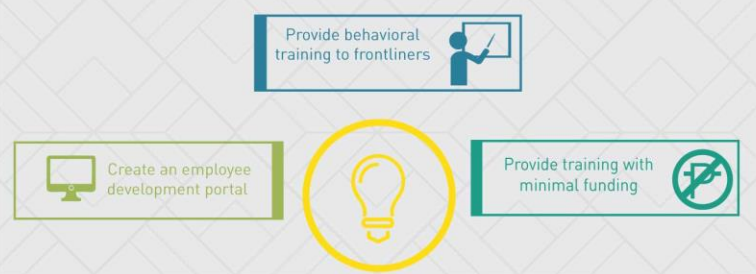 Provide behavioral
training to frontliners
Create an employee
development portal
Provide training with
minimal funding